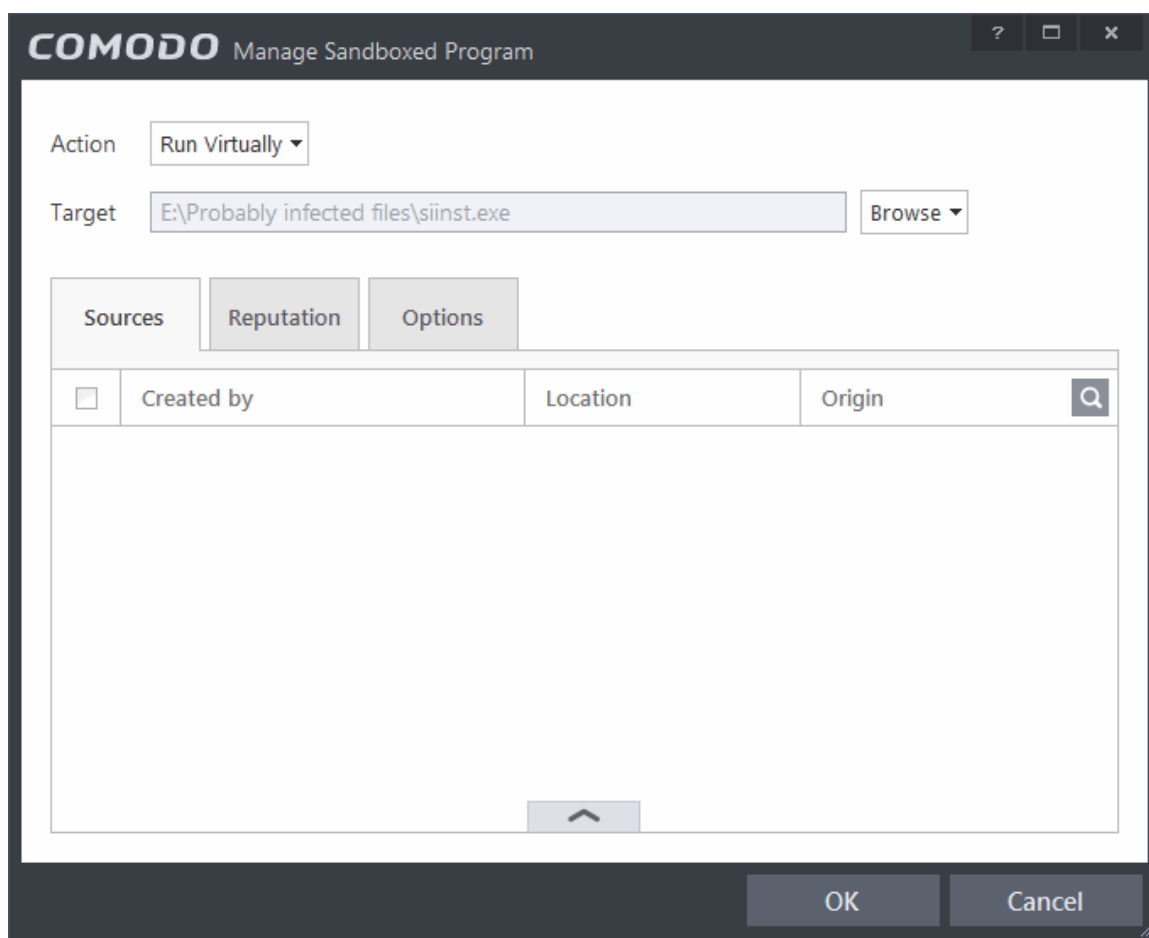 COMODO Manage Sandboxed Program ? ×
Action Run Virtually
Target E:\Probably infected files\siinst.exe Browse
Sources Reputation Options
Created by Location Origin
OK Cancel